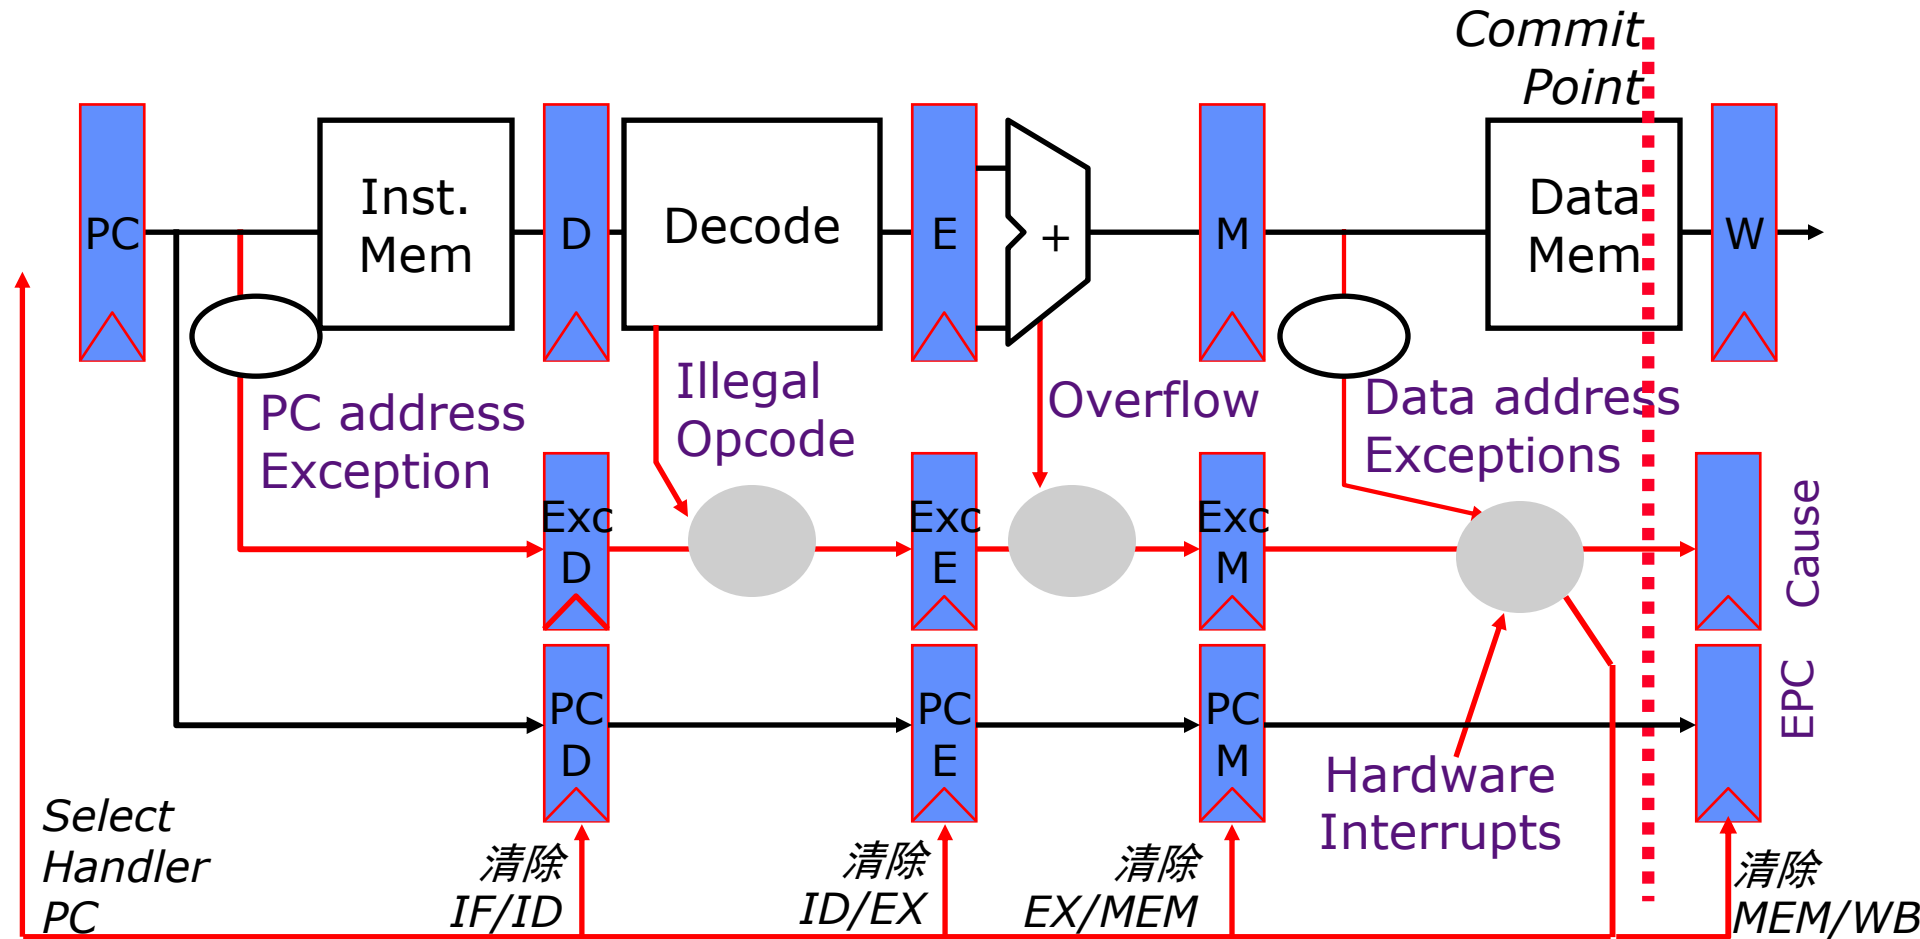 Commit
Point
PC
Inst.
Mem
D
Decode
E
+
M
Data
Mem
W
PC address
Exception
Illegal
Opcode
Overflow
Data address
Exceptions
Exc
D
Exc
E
Exc
M
Cause
PC
D
PC
E
PC
M
EPC
Hardware
Interrupts
Select
Handler
PC
清除
IF/ID
清除
ID/EX
清除
EX/MEM
清除
MEM/WB